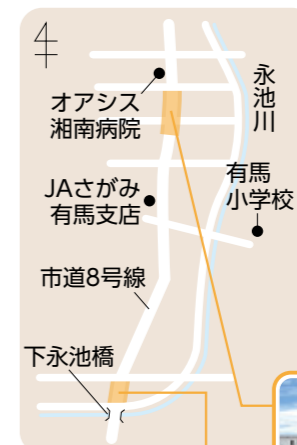 オアシス
湘南病院
永
池
川
JAさがみ
有馬支店
有馬
小学校
市道8号線
下永池橋